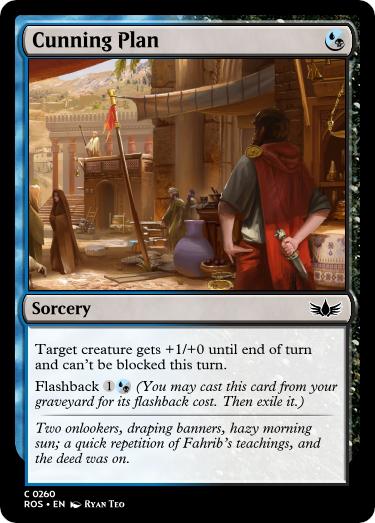 Cunning Plan
Sorcery
Target creature gets +1/+0 until end of turn
and can't be blocked this turn.
Flashback 1 (You may cast this card from your
graveyard for its flashback cost. Then exile it.)
Two onlookers, draping banners, hazy morning
sun; a quick repetition of Fahrib's teachings, and
the deed was on.
C 0260
ROS • EN Ryan Teo